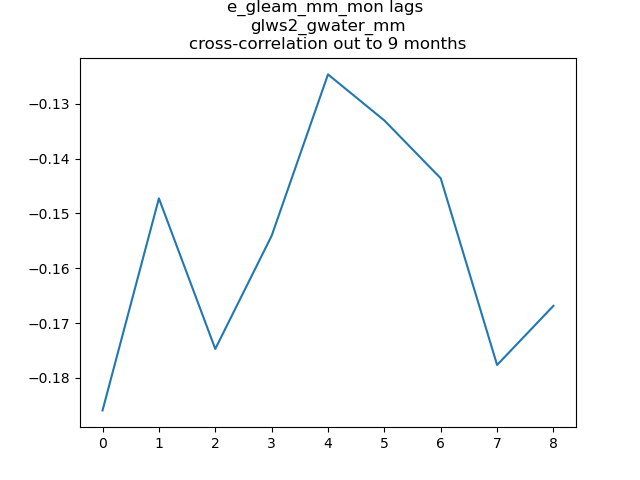 e_gleam_mm_mon lags
glws2_gwater_mm
cross-correlation out to 9 months
−0.13
−0.14
−0.15
−0.16
−0.17
−0.18
0 1 2 3 4 5 6 7 8